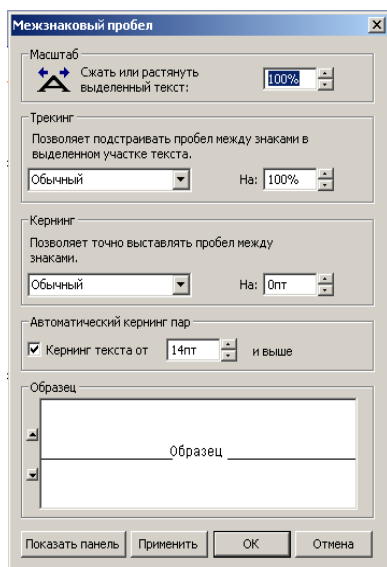 Межзнаковый пробел
Масштаб
Сжать или растянуть
выделенный текст:
100%
Трекинг
Позволяет подстраивать пробел между знаками в
выделенном участке текста.
Обычный На: 100%
Кернинг
Позволяет точно выставлять пробел между
знаками.
Обычный На: 0пт
Автоматический кернинг пар
Кернинг текста от 14пт и выше
Образец
Образец
Показать панель Применить ОК Отмена